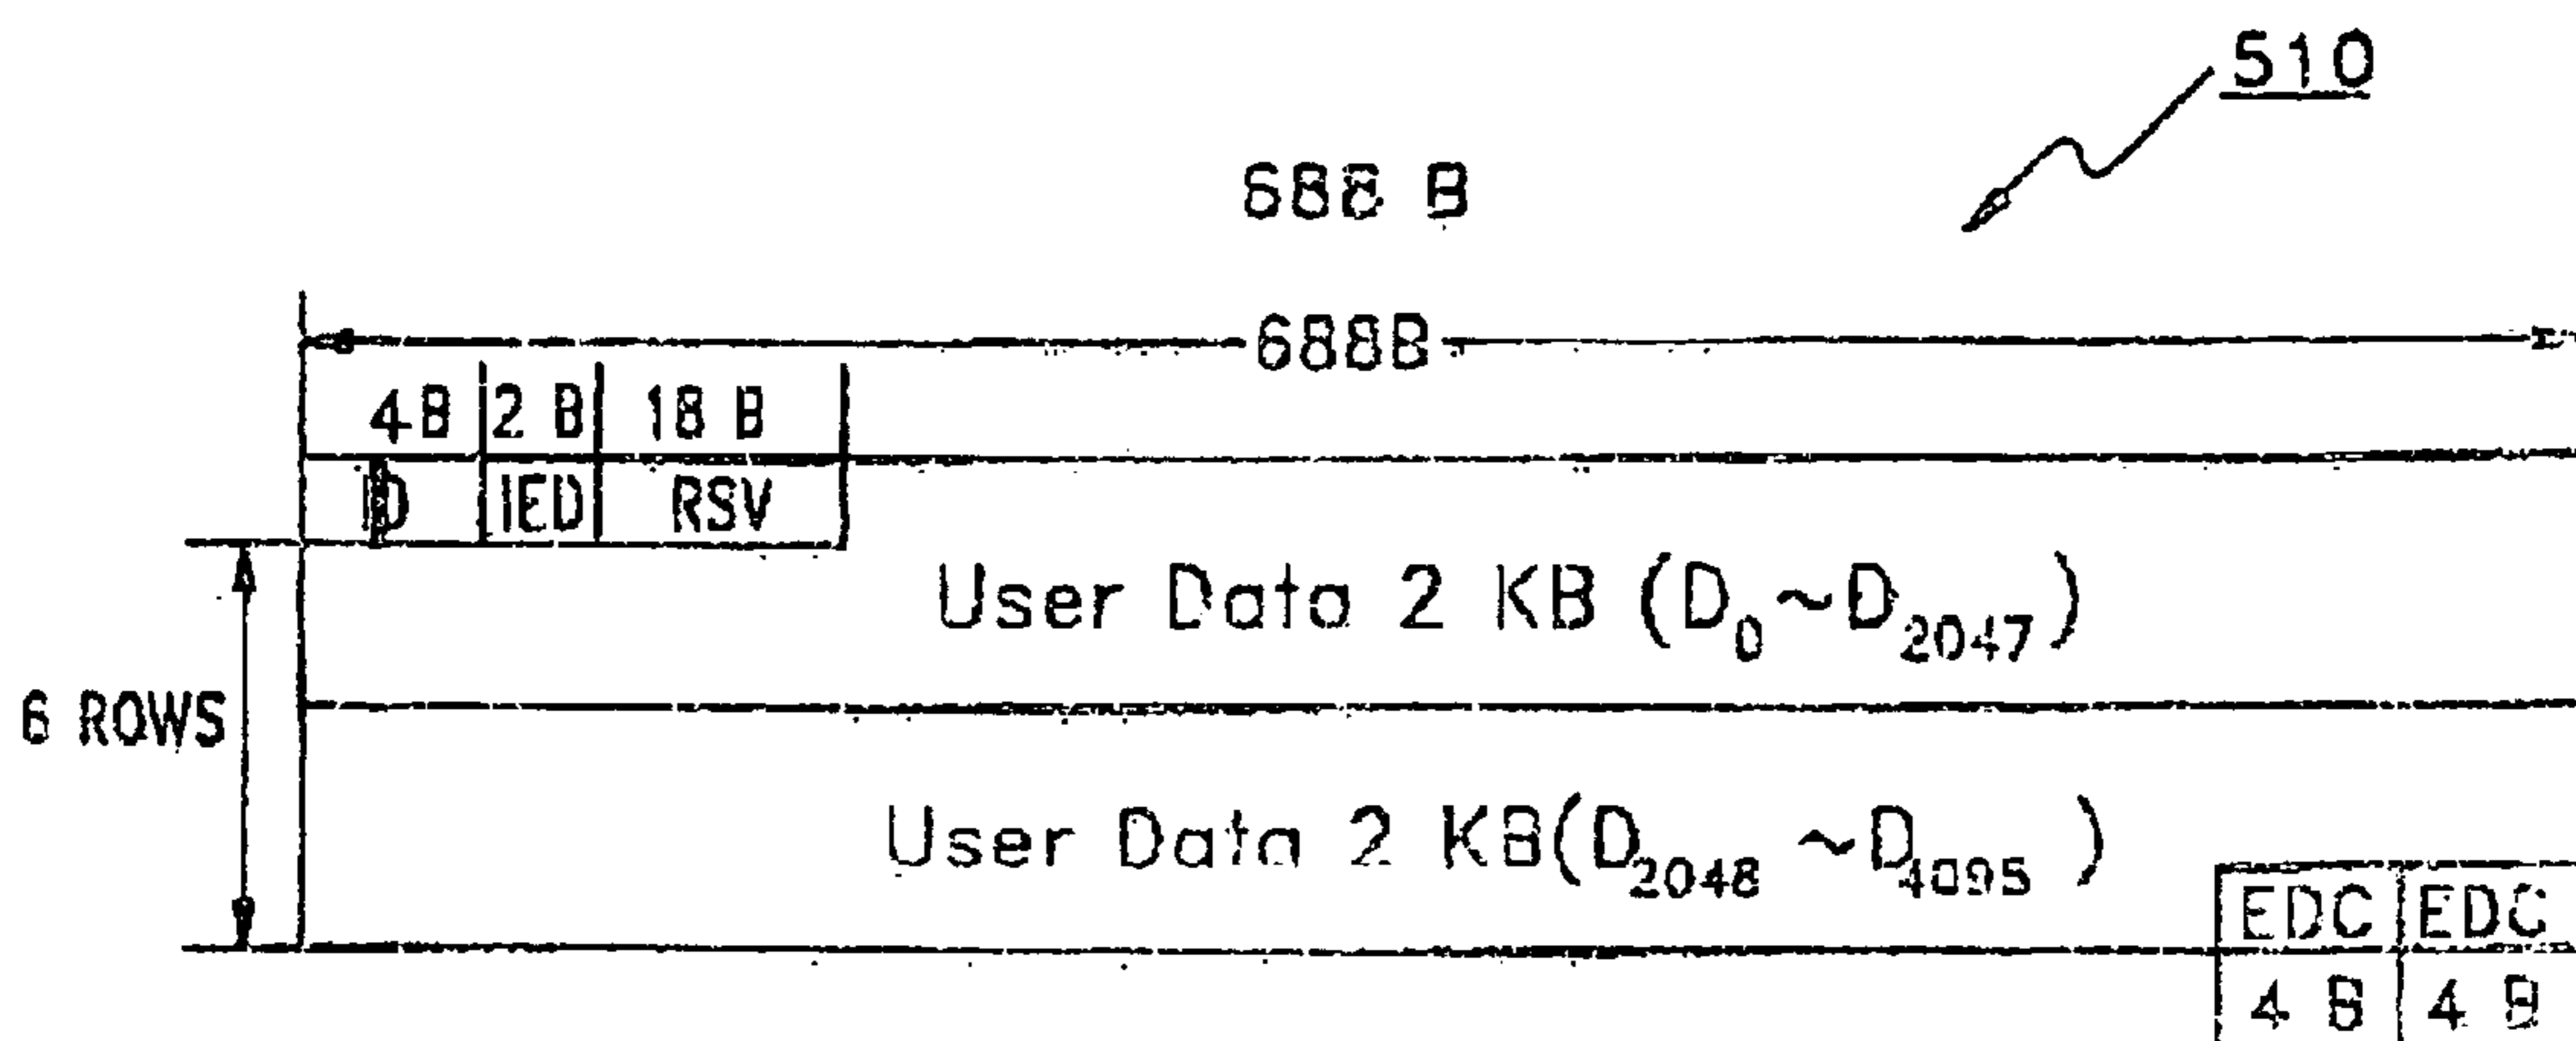 510
688 B
688B
4B 2 B 18 B
ID IED RSV
User Data 2 KB (D0~D2047)
6 ROWS
User Data 2 KB(D2048 ~D4095 )
EDC EDC
4 B 4 B